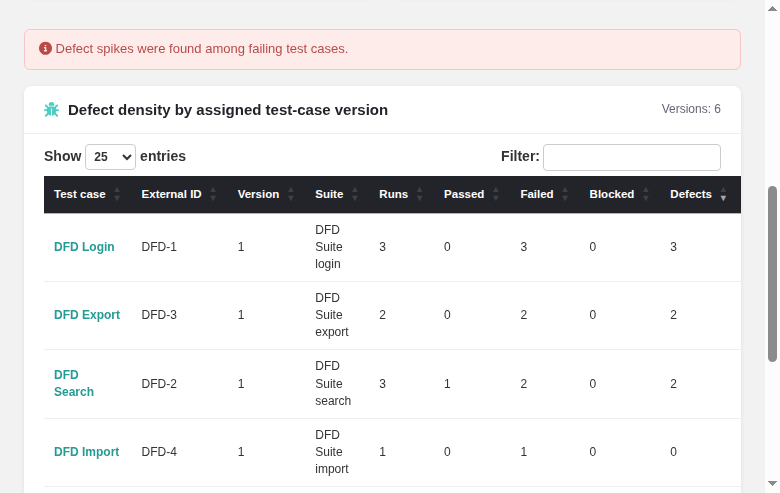 Defect spikes were found among failing test cases.
Defect density by assigned test-case version
Versions: 6
Show 25 entries
Filter:
Test case External ID Version Suite Runs Passed Failed Blocked Defects
DFD Login DFD-1 1 DFD Suite login 3 0 3 0 3
DFD Export DFD-3 1 DFD Suite export 2 0 2 0 2
DFD Search DFD-2 1 DFD Suite search 3 1 2 0 2
DFD Import DFD-4 1 DFD Suite import 1 0 1 0 0